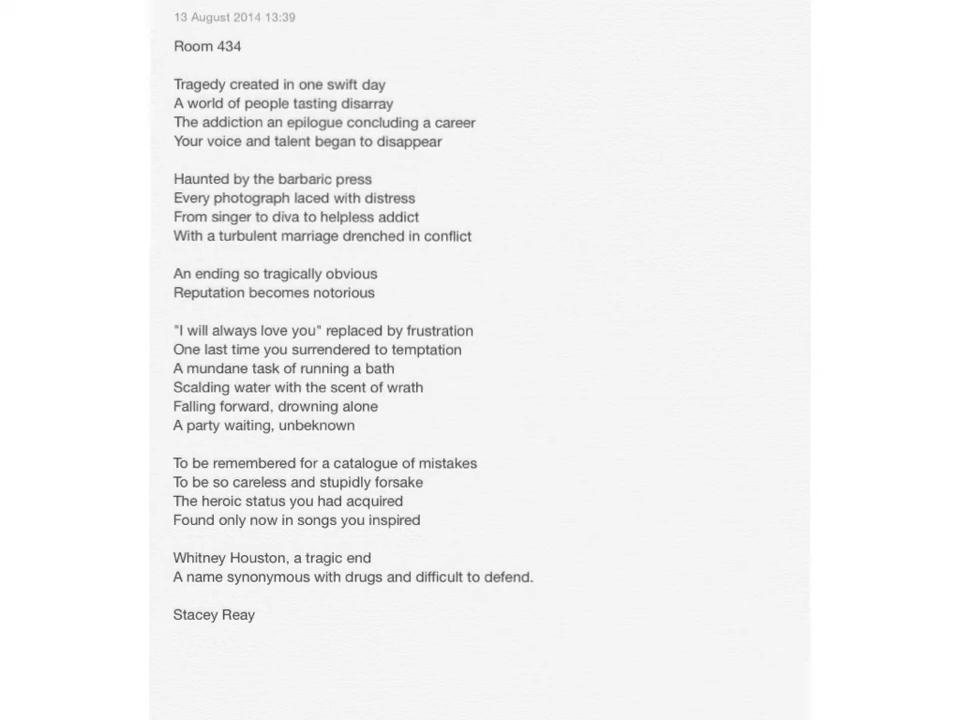 13 August 2014 13:39
Room 434
Tragedy created in one swift day
A world of people tasting disarray
The addiction an epilogue concluding a career
Your voice and talent began to disappear
Haunted by the barbaric press
Every photograph laced with distress
From singer to diva to helpless addict
With a turbulent marriage drenched in conflict
An ending so tragically obvious
Reputation becomes notorious
"I will always love you" replaced by frustration
One last time you surrendered to temptation
A mundane task of running a bath
Scalding water with the scent of wrath
Falling forward, drowning alone
A party waiting, unbeknown
To be remembered for a catalogue of mistakes
To be so careless and stupidly forsake
The heroic status you had acquired
Found only now in songs you inspired
Whitney Houston, a tragic end
A name synonymous with drugs and difficult to defend.
Stacey Reay